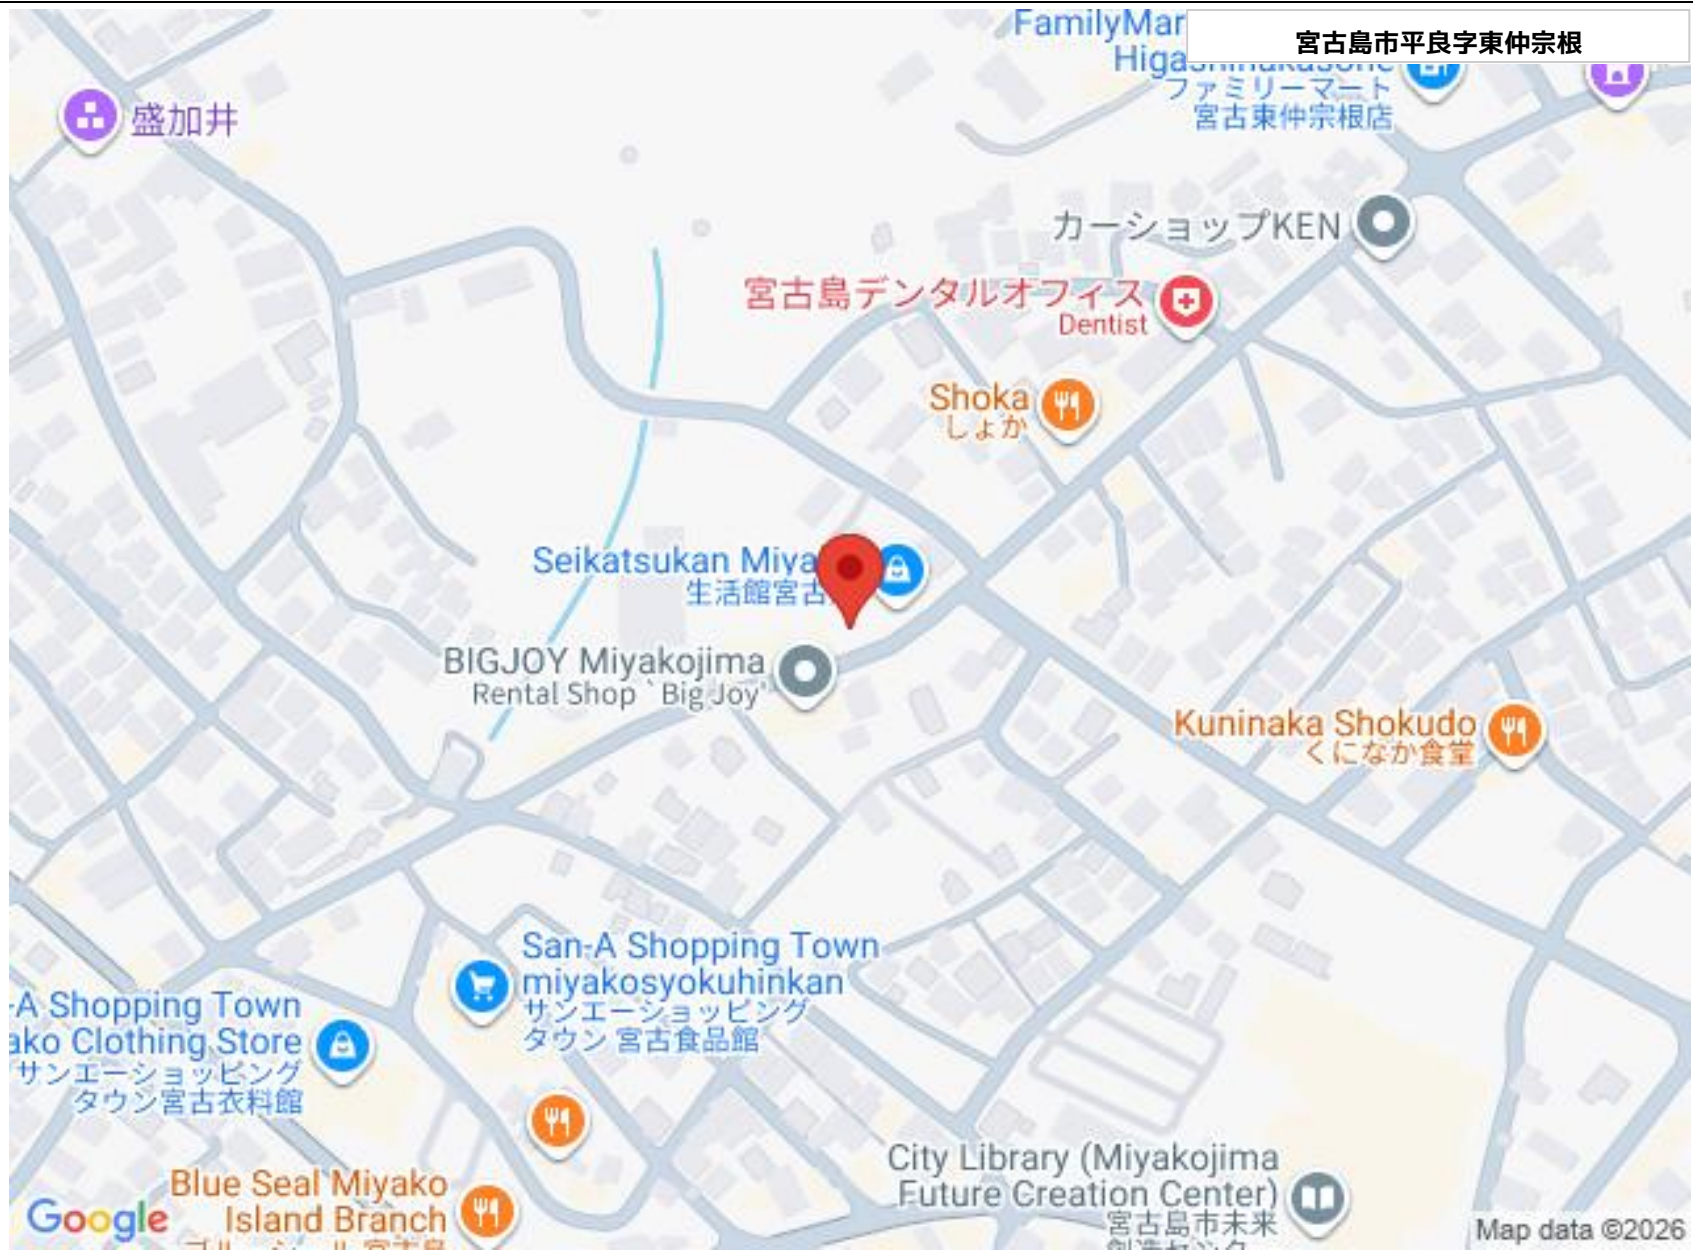 宮古島市平良字東仲宗根
FamilyMar
ファミリーマート
宮古東仲宗根店
盛加井
カーショップKEN
宮古島デンタルオフィス
Dentist
Shoka
しょか
Seikatsukan Miya
生活館宮古
BIGJOY Miyakojima
Rental Shop `Big Joy'
Kuninaka Shokudo
くになか食堂
San-A Shopping Town
miyakosyokuhinkan
サンエーショッピング
タウン 宮古食品館
-A Shopping Town
ako Clothing Store
サンエーショッピング
タウン宮古衣料館
City Library (Miyakojima
Future Creation Center)
宮古島市未来
Blue Seal Miyako
Island Branch
Google
Map data ©2026